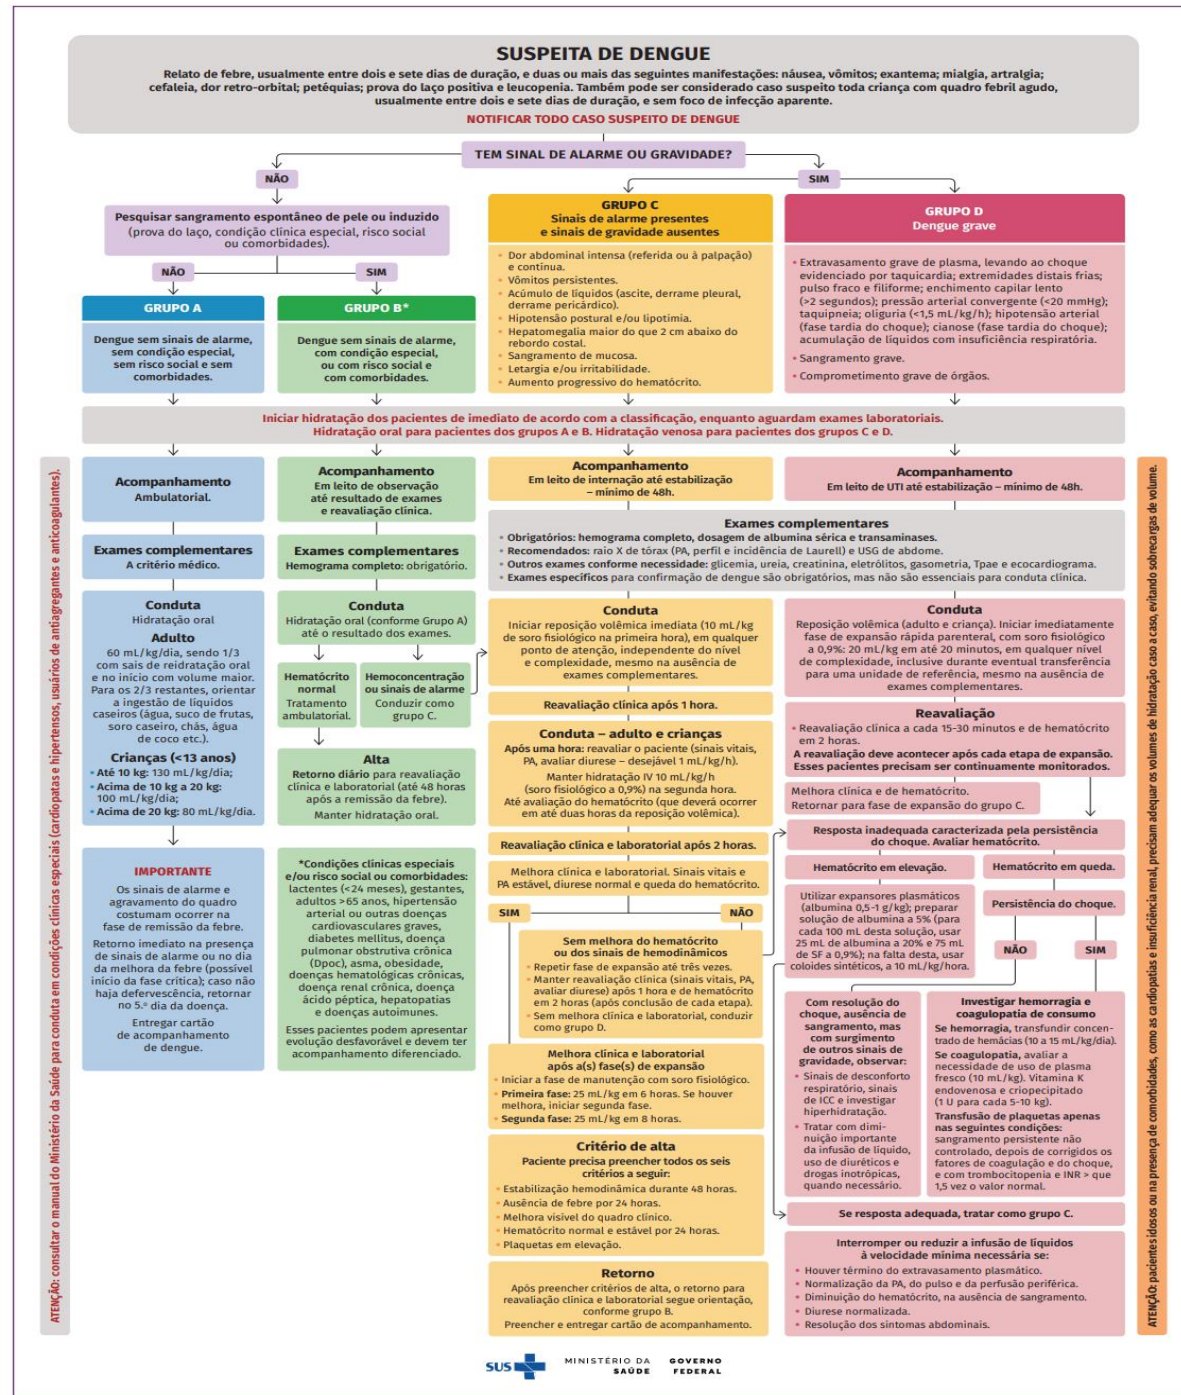 SUSPEITA DE DENGUE
Relato de febre, usualmente entre dois e sete dias de duração, e duas ou mais das seguintes manifestações: náusea, vômitos; exantema; mialgia, artralgia;
cefaleia, dor retro-orbital; petéquias; prova do laço positiva e leucopenia. Também pode ser considerado caso suspeito toda criança com quadro febril agudo,
usualmente entre dois e sete dias de duração, e sem foco de infecção aparente.
NOTIFICAR TODO CASO SUSPEITO DE DENGUE
TEM SINAL DE ALARME OU GRAVIDADE?
NÃO
SIM
Pesquisar sangramento espontâneo de pele ou induzido
(prova do laço, condição clínica especial, risco social
ou comorbidades).
NÃO
SIM
GRUPO A
Dengue sem sinais de alarme,
sem condição especial,
sem risco social e sem
comorbidades.
GRUPO B*
Dengue sem sinais de alarme,
com condição especial,
ou com risco social e
com comorbidades.
GRUPO C
Sinais de alarme presentes
e sinais de gravidade ausentes
• Dor abdominal intensa (referida ou à palpação)
e contínua.
• Vômitos persistentes.
• Acúmulo de líquidos (ascite, derrame pleural,
derrame pericárdico).
• Hipotensão postural e/ou lipotimia.
• Hepatomegalia maior do que 2 cm abaixo do
rebordo costal.
• Sangramento de mucosa.
• Letargia e/ou irritabilidade.
• Aumento progressivo do hematócrito.
GRUPO D
Dengue grave
• Extravasamento grave de plasma, levando ao choque
evidenciado por taquicardia; extremidades distais frias;
pulso fraco e filiforme; enchimento capilar lento
(>2 segundos); pressão arterial convergente (<20 mmHg);
taquipneia; oliguria (<1,5 mL/kg/h); hipotensão arterial
(fase tardia do choque); cianose (fase tardia do choque);
acumulação de líquidos com insuficiência respiratória.
• Sangramento grave.
• Comprometimento grave de órgãos.
Iniciar hidratação dos pacientes de imediato de acordo com a classificação, enquanto aguardam exames laboratoriais.
Hidratação oral para pacientes dos grupos A e B. Hidratação venosa para pacientes dos grupos C e D.
ATENÇÃO: consultar o manual do Ministério da Saúde para conduta em condições clínicas especiais (cardiopatas e hipertensos, usuários de antiagregantes e anticoagulantes).
Acompanhamento
Ambulatorial.
Exames complementares
A critério médico.
Conduta
Hidratação oral
Adulto
60 mL/kg/dia, sendo 1/3
com sais de reidratação oral
e no início com volume maior.
Para os 2/3 restantes, orientar
a ingestão de líquidos
caseiros (água, suco de frutas,
soro caseiro, chás, água
de coco etc.).
Crianças (<13 anos)
• Até 10 kg: 130 mL/kg/dia;
• Acima de 10 kg a 20 kg:
100 mL/kg/dia;
• Acima de 20 kg: 80 mL/kg/dia.
IMPORTANTE
Os sinais de alarme e
agravamento do quadro
costumam ocorrer na
fase de remissão da febre.
Retorno imediato na presença
de sinais de alarme ou no dia
da melhora da febre (possível
início da fase crítica); caso não
haja defervescência, retornar
no 5.º dia da doença.
Entregar cartão
de acompanhamento
de dengue.
Acompanhamento
Em leito de observação
até resultado de exames
e reavaliação clínica.
Exames complementares
Hemograma completo: obrigatório.
Conduta
Hidratação oral (conforme Grupo A)
até o resultado dos exames.
Hematócrito
normal
Tratamento
ambulatorial.
Hemoconcentração
ou sinais de alarme
Conduzir como
grupo C.
Alta
Retorno diário para reavaliação
clínica e laboratorial (até 48 horas
após a remissão da febre).
Manter hidratação oral.
*Condições clínicas especiais
e/ou risco social ou comorbidades:
lactentes (<24 meses), gestantes,
adultos >65 anos, hipertensão
arterial ou outras doenças
cardiovasculares graves,
diabetes mellitus, doença
pulmonar obstrutiva crônica
(Dpoc), asma, obesidade,
doenças hematológicas crônicas,
doença renal crônica, doença
ácido péptica, hepatopatias
e doenças autoimunes.
Esses pacientes podem apresentar
evolução desfavorável e devem ter
acompanhamento diferenciado.
Acompanhamento
Em leito de internação até estabilização
– mínimo de 48h.
Acompanhamento
Em leito de UTI até estabilização – mínimo de 48h.
Exames complementares
• Obrigatórios: hemograma completo, dosagem de albumina sérica e transaminases.
• Recomendados: raio X de tórax (PA, perfil e incidência de Laurell) e USG de abdome.
• Outros exames conforme necessidade: glicemia, ureia, creatinina, eletrólitos, gasometria, Tpae e ecocardiograma.
• Exames específicos para confirmação de dengue são obrigatórios, mas não são essenciais para conduta clínica.
Conduta
Iniciar reposição volêmica imediata (10 mL/kg
de soro fisiológico na primeira hora), em qualquer
ponto de atenção, independente do nível
e complexidade, mesmo na ausência de
exames complementares.
Reavaliação clínica após 1 hora.
Conduta – adulto e crianças
Após uma hora: reavaliar o paciente (sinais vitais,
PA, avaliar diurese – desejável 1 mL/kg/h).
Manter hidratação IV 10 mL/kg/h
(soro fisiológico a 0,9%) na segunda hora.
Até avaliação do hematócrito (que deverá ocorrer
em até duas horas da reposição volêmica).
Reavaliação clínica e laboratorial após 2 horas.
Melhora clínica e laboratorial. Sinais vitais e
PA estável, diurese normal e queda do hematócrito.
SIM
NÃO
Sem melhora do hematócrito
ou dos sinais de hemodinâmicos
• Repetir fase de expansão até três vezes.
• Manter reavaliação clínica (sinais vitais, PA,
avaliar diurese) após 1 hora e de hematócrito
em 2 horas (após conclusão de cada etapa).
• Sem melhora clínica e laboratorial, conduzir
como grupo D.
Melhora clínica e laboratorial
após a(s) fase(s) de expansão
• Iniciar a fase de manutenção com soro fisiológico.
• Primeira fase: 25 mL/kg em 6 horas. Se houver
melhora, iniciar segunda fase.
• Segunda fase: 25 mL/kg em 8 horas.
Critério de alta
Paciente precisa preencher todos os seis
critérios a seguir:
• Estabilização hemodinâmica durante 48 horas.
• Ausência de febre por 24 horas.
• Melhora visível do quadro clínico.
• Hematócrito normal e estável por 24 horas.
• Plaquetas em elevação.
Retorno
Após preencher critérios de alta, o retorno para
reavaliação clínica e laboratorial segue orientação,
conforme grupo B.
Preencher e entregar cartão de acompanhamento.
Conduta
Reposição volêmica (adulto e criança). Iniciar imediatamente
fase de expansão rápida parenteral, com soro fisiológico
a 0,9%: 20 mL/kg em até 20 minutos, em qualquer nível
de complexidade, inclusive durante eventual transferência
para uma unidade de referência, mesmo na ausência de
exames complementares.
Reavaliação
• Reavaliação clínica a cada 15-30 minutos e de hematócrito
em 2 horas.
A reavaliação deve acontecer após cada etapa de expansão.
Esses pacientes precisam ser continuamente monitorados.
Melhora clínica e de hematócrito.
Retornar para fase de expansão do grupo C.
Resposta inadequada caracterizada pela persistência
do choque. Avaliar hematócrito.
Hematócrito em elevação.
Hematócrito em queda.
Utilizar expansores plasmáticos
(albumina 0,5-1 g/kg); preparar
solução de albumina a 5% (para
cada 100 mL desta solução, usar
25 mL de albumina a 20% e 75 mL
de SF a 0,9%); na falta desta, usar
coloides sintéticos, a 10 mL/kg/hora.
Persistência do choque.
NÃO
SIM
Com resolução do
choque, ausência de
sangramento, mas
com surgimento
de outros sinais de
gravidade, observar:
• Sinais de desconforto
respiratório, sinais
de ICC e investigar
hiperhidratação.
• Tratar com dimi-
nuição importante
da infusão de líquido,
uso de diuréticos e
drogas inotrópicas,
quando necessário.
Investigar hemorragia e
coagulopatia de consumo
Se hemorragia, transfundir concen-
trado de hemácias (10 a 15 mL/kg/dia).
Se coagulopatia, avaliar a
necessidade de uso de plasma
fresco (10 mL/kg). Vitamina K
endovenosa e criopecipitado
(1 U para cada 5-10 kg).
Transfusão de plaquetas apenas
nas seguintes condições:
sangramento persistente não
controlado, depois de corrigidos os
fatores de coagulação e do choque,
e com trombocitopenia e INR > que
1,5 vez o valor normal.
Se resposta adequada, tratar como grupo C.
Interromper ou reduzir a infusão de líquidos
à velocidade mínima necessária se:
• Houver término do extravasamento plasmático.
• Normalização da PA, do pulso e da perfusão periférica.
• Diminuição do hematócrito, na ausência de sangramento.
• Diurese normalizada.
• Resolução dos sintomas abdominais.
ATENÇÃO: pacientes idosos ou na presença de comorbidades, como as cardiopatias e insuficiência renal, precisam adequar os volumes de hidratação caso a caso, evitando sobrecargas de volume.
SUS
MINISTÉRIO DA
SAÚDE
GOVERNO
FEDERAL